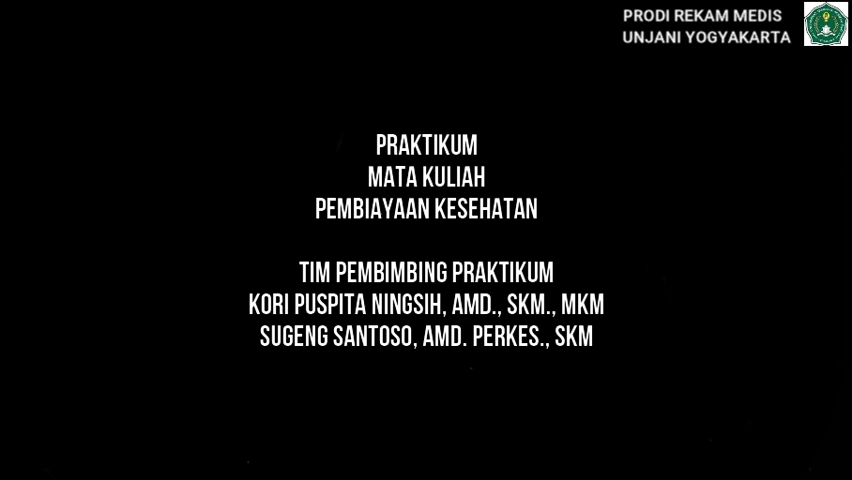 PRODI REKAM MEDIS
UNJANI YOGYAKARTA
PRAKTIKUM
MATA KULIAH
PEMBIAYAAN KESEHATAN
TIM PEMBIMBING PRAKTIKUM
KORI PUSPITA NINGSIH, AMD., SKM., MKM
SUGENG SANTOSO, AMD. PERKES., SKM